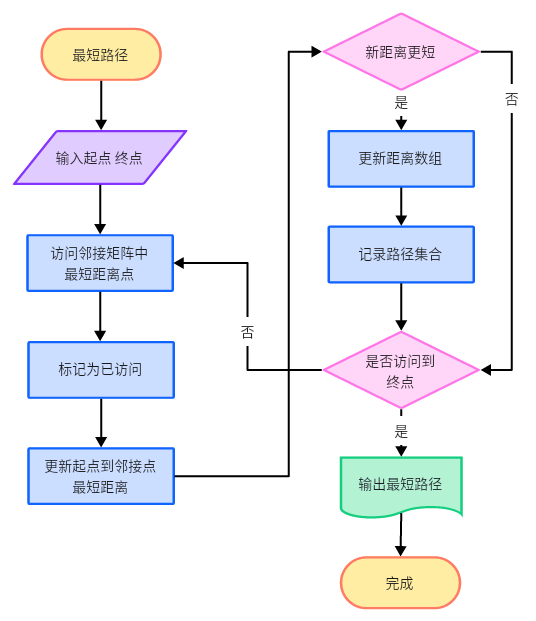 最短路径
输入起点 终点
访问邻接矩阵中
最短距离点
标记为已访问
更新起点到邻接点
最短距离
新距离更短
是
否
更新距离数组
记录路径集合
是否访问到
终点
否
是
输出最短路径
完成